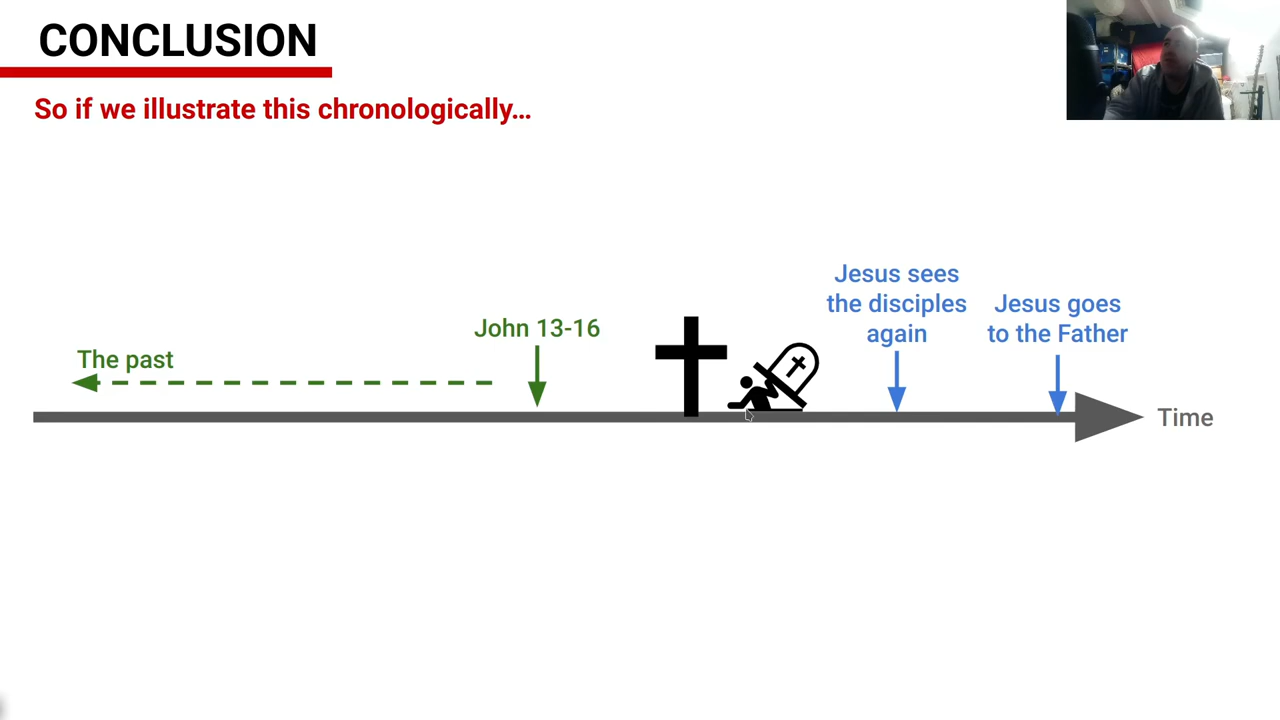 CONCLUSION
So if we illustrate this chronologically...
The past
John 13-16
Jesus sees
the disciples
again
Jesus goes
to the Father
Time